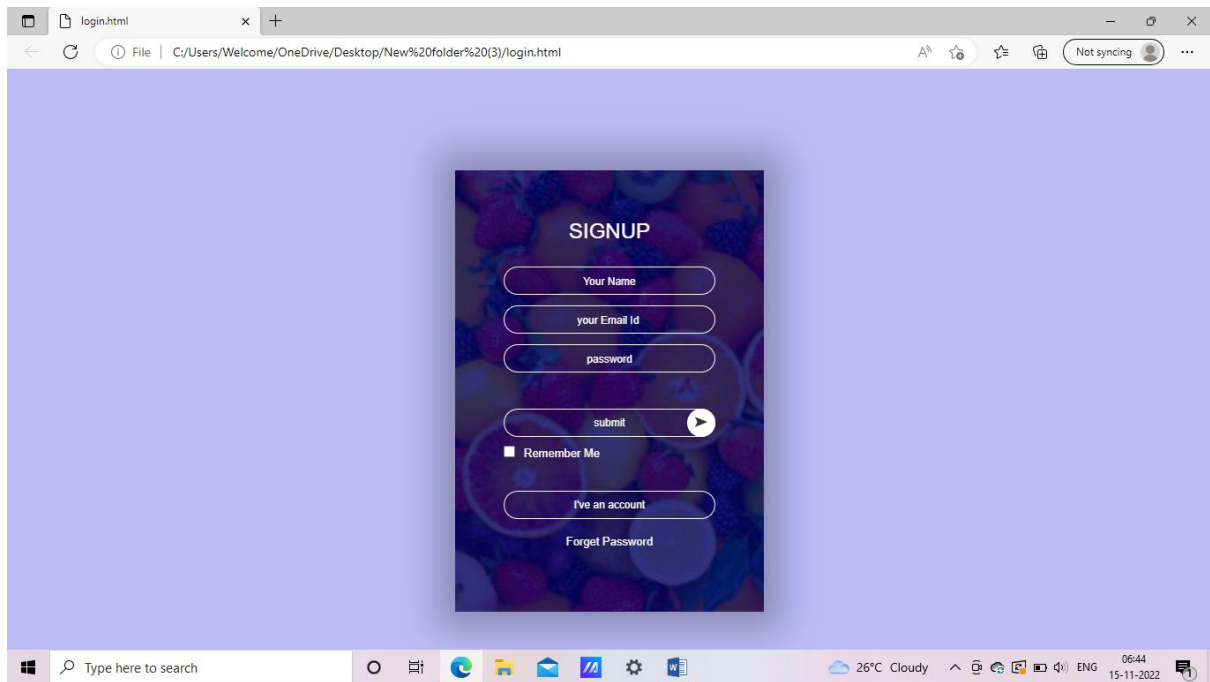 login.html
File C:/Users/Welcome/OneDrive/Desktop/New%20folder%20(3)/login.html Not syncing
SIGNUP
Your Name
your Email Id
password
submit
Remember Me
I've an account
Forget Password
Type here to search 26°C Cloudy ENG 06:44
15-11-2022